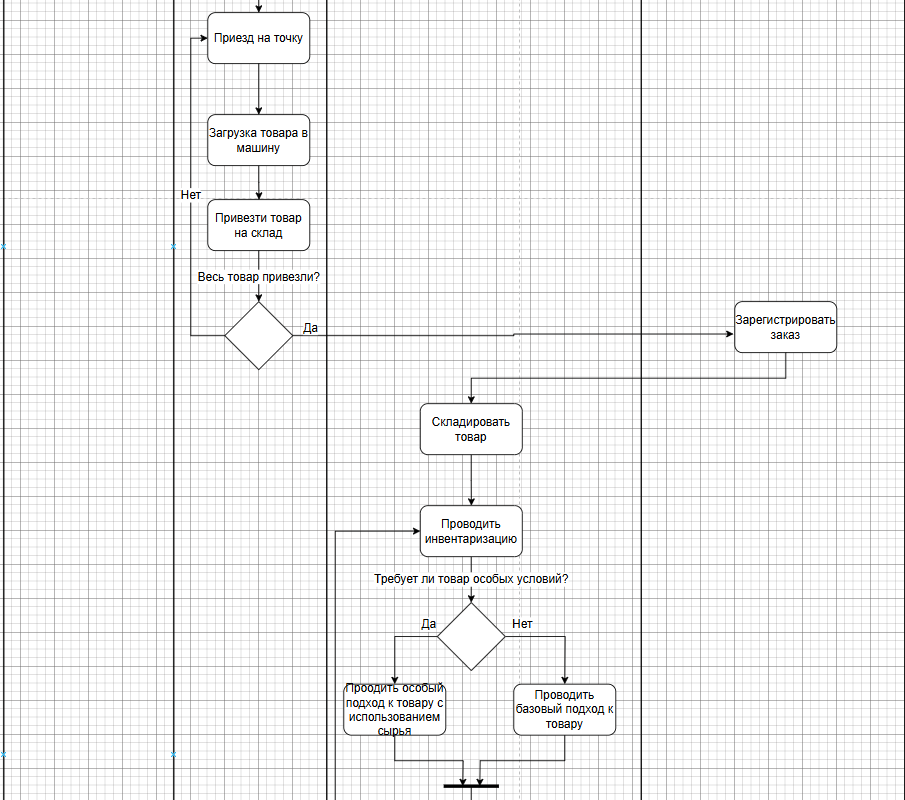 Приезд на точку
Загрузка товара в
машину
Нет
Привезти товар
на склад
Весь товар привезли?
Да
Зарегистрировать
заказ
Складировать
товар
Проводить
инвентаризацию
Требует ли товар особых условий?
Да
Нет
Проодить особый
подход к товару с
использованием
сырья
Проводить
базовый подход к
товару